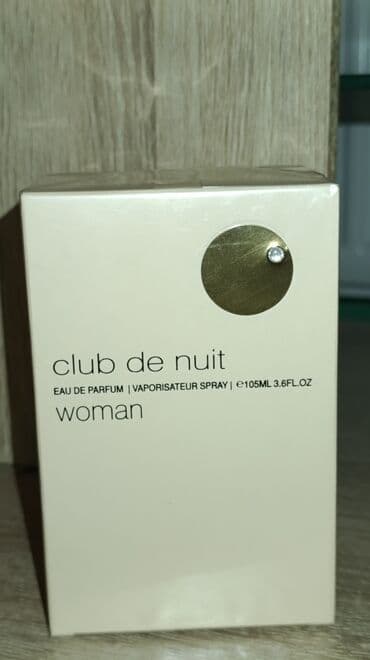 club de nuit
EAU DE PARFUM | VAPORISATEUR SPRAY | ℮105ML 3.6FL.OZ
woman